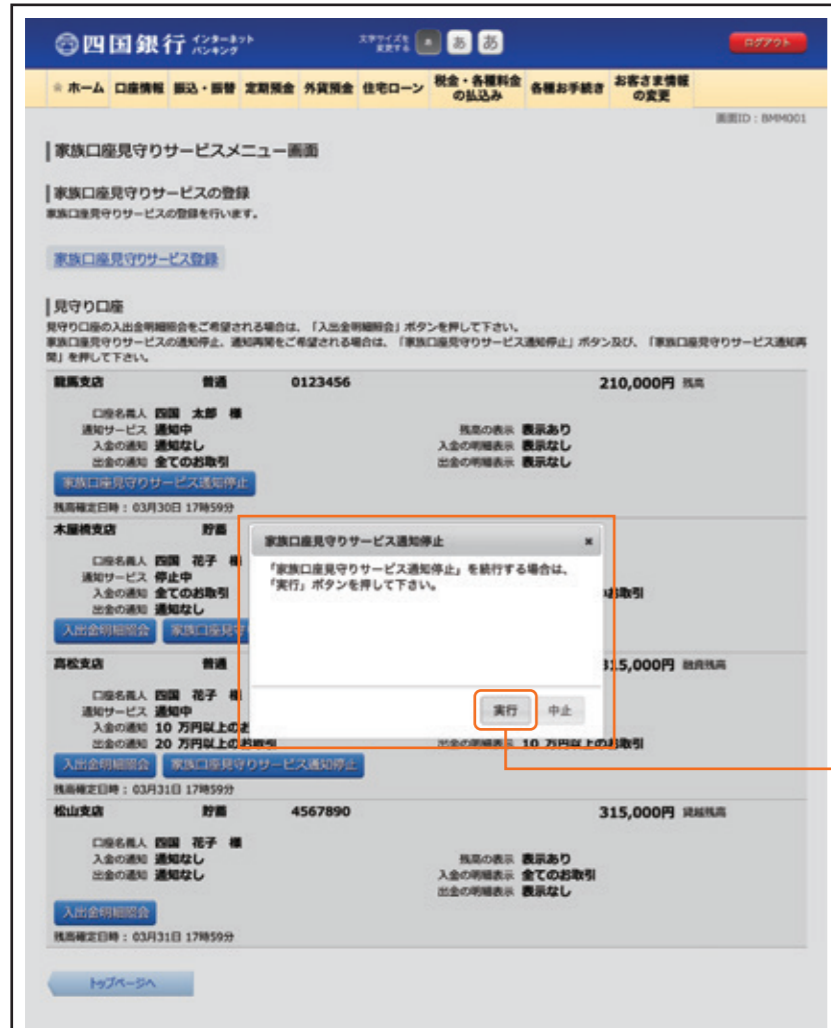 四国銀行 インターネットバンキング 文字サイズを変更する あ あ あ ログアウト
ホーム 口座情報 振込・振替 定期預金 外貨預金 住宅ローン 税金・各種料金の払込み 各種お手続き お客さま情報の変更
画面ID：BMM001
家族口座見守りサービスメニュー画面
家族口座見守りサービスの登録
家族口座見守りサービスの登録を行います。
家族口座見守りサービス登録
見守り口座
見守り口座の入出金明細照会をご希望される場合は、「入出金明細照会」ボタンを押して下さい。
家族口座見守りサービスの通知停止、通知再開をご希望される場合は、「家族口座見守りサービス通知停止」ボタン及び、「家族口座見守りサービス通知再
開」を押して下さい。
龍馬支店 普通 0123456 210,000円 残高
口座名義人 四国 太郎 様
通知サービス 通知中 残高の表示 表示あり
入金の通知 通知なし 入金の明細表示 表示なし
出金の通知 全てのお取引 出金の明細表示 表示なし
家族口座見守りサービス通知停止
残高確定日時：03月30日 17時59分
木屋橋支店 貯蓄
口座名義人 四国 花子 様
通知サービス 停止中
入金の通知 全てのお取引 お取引
出金の通知 通知なし
入出金明細照会 家族口座見守
家族口座見守りサービス通知停止 ×
「家族口座見守りサービス通知停止」を続行する場合は、
「実行」ボタンを押して下さい。
実行 中止
高松支店 普通 315,000円 融資残高
口座名義人 四国 花子 様
通知サービス 通知中
入金の通知 10 万円以上のお
出金の通知 20 万円以上のお取引 出金の明細表示 10 万円以上のお取引
入出金明細照会 家族口座見守りサービス通知停止
残高確定日時：03月31日 17時59分
松山支店 貯蓄 4567890 315,000円 貸越残高
口座名義人 四国 花子 様
入金の通知 通知なし 残高の表示 表示あり
出金の通知 通知なし 入金の明細表示 全てのお取引
出金の明細表示 表示なし
入出金明細照会
残高確定日時：03月31日 17時59分
トップページへ